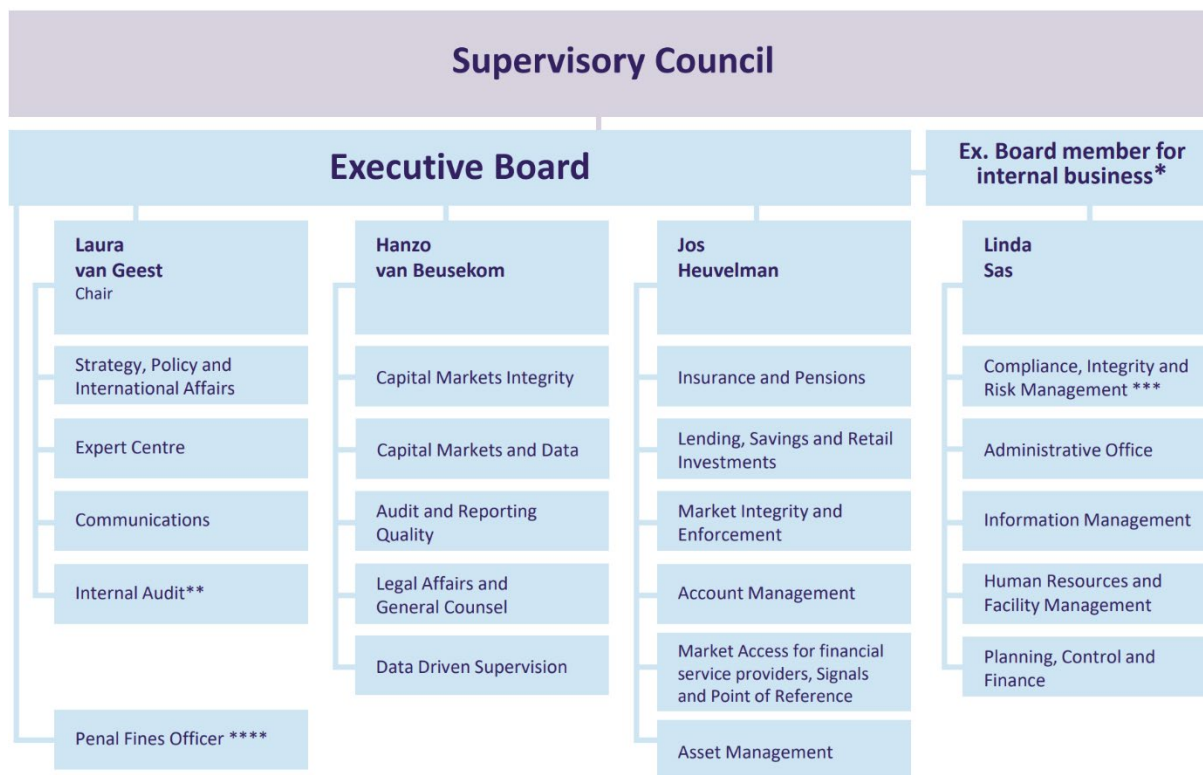 Supervisory Council
Executive Board
Ex. Board member for
internal business*
Laura
van Geest
Chair
Strategy, Policy and
International Affairs
Expert Centre
Communications
Internal Audit**
Penal Fines Officer ****
Hanzo
van Beusekom
Capital Markets Integrity
Capital Markets and Data
Audit and Reporting
Quality
Legal Affairs and
General Counsel
Data Driven Supervision
Jos
Heuvelman
Insurance and Pensions
Lending, Savings and Retail
Investments
Market Integrity and
Enforcement
Account Management
Market Access for financial
service providers, Signals
and Point of Reference
Asset Management
Linda
Sas
Compliance, Integrity and
Risk Management ***
Administrative Office
Information Management
Human Resources and
Facility Management
Planning, Control and
Finance